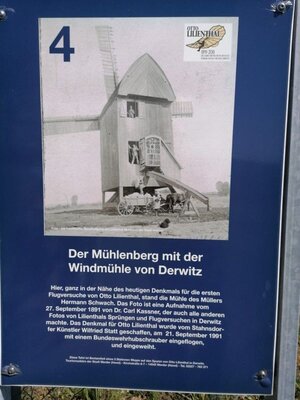 4
OTTO
LILIENTHAL
Der Mühlenberg mit der
Windmühle von Derwitz
Hier, ganz in der Nähe des heutigen Denkmals für die ersten
Flugversuche von Otto Lilienthal, stand die Mühle des Müllers
Hermann Schwach. Das Foto ist eine Aufnahme vom
27. September 1891 von Dr. Carl Kassner, der auch alle anderen
Fotos von Lilienthals Sprüngen und Flugversuchen in Derwitz
machte. Das Denkmal für Otto Lilienthal wurde vom Stahnsdor-
fer Künstler Wilfried Statt geschaffen, am 21. September 1991
mit einem Bundeswehrhubschrauber eingeflogen,
und eingeweiht.